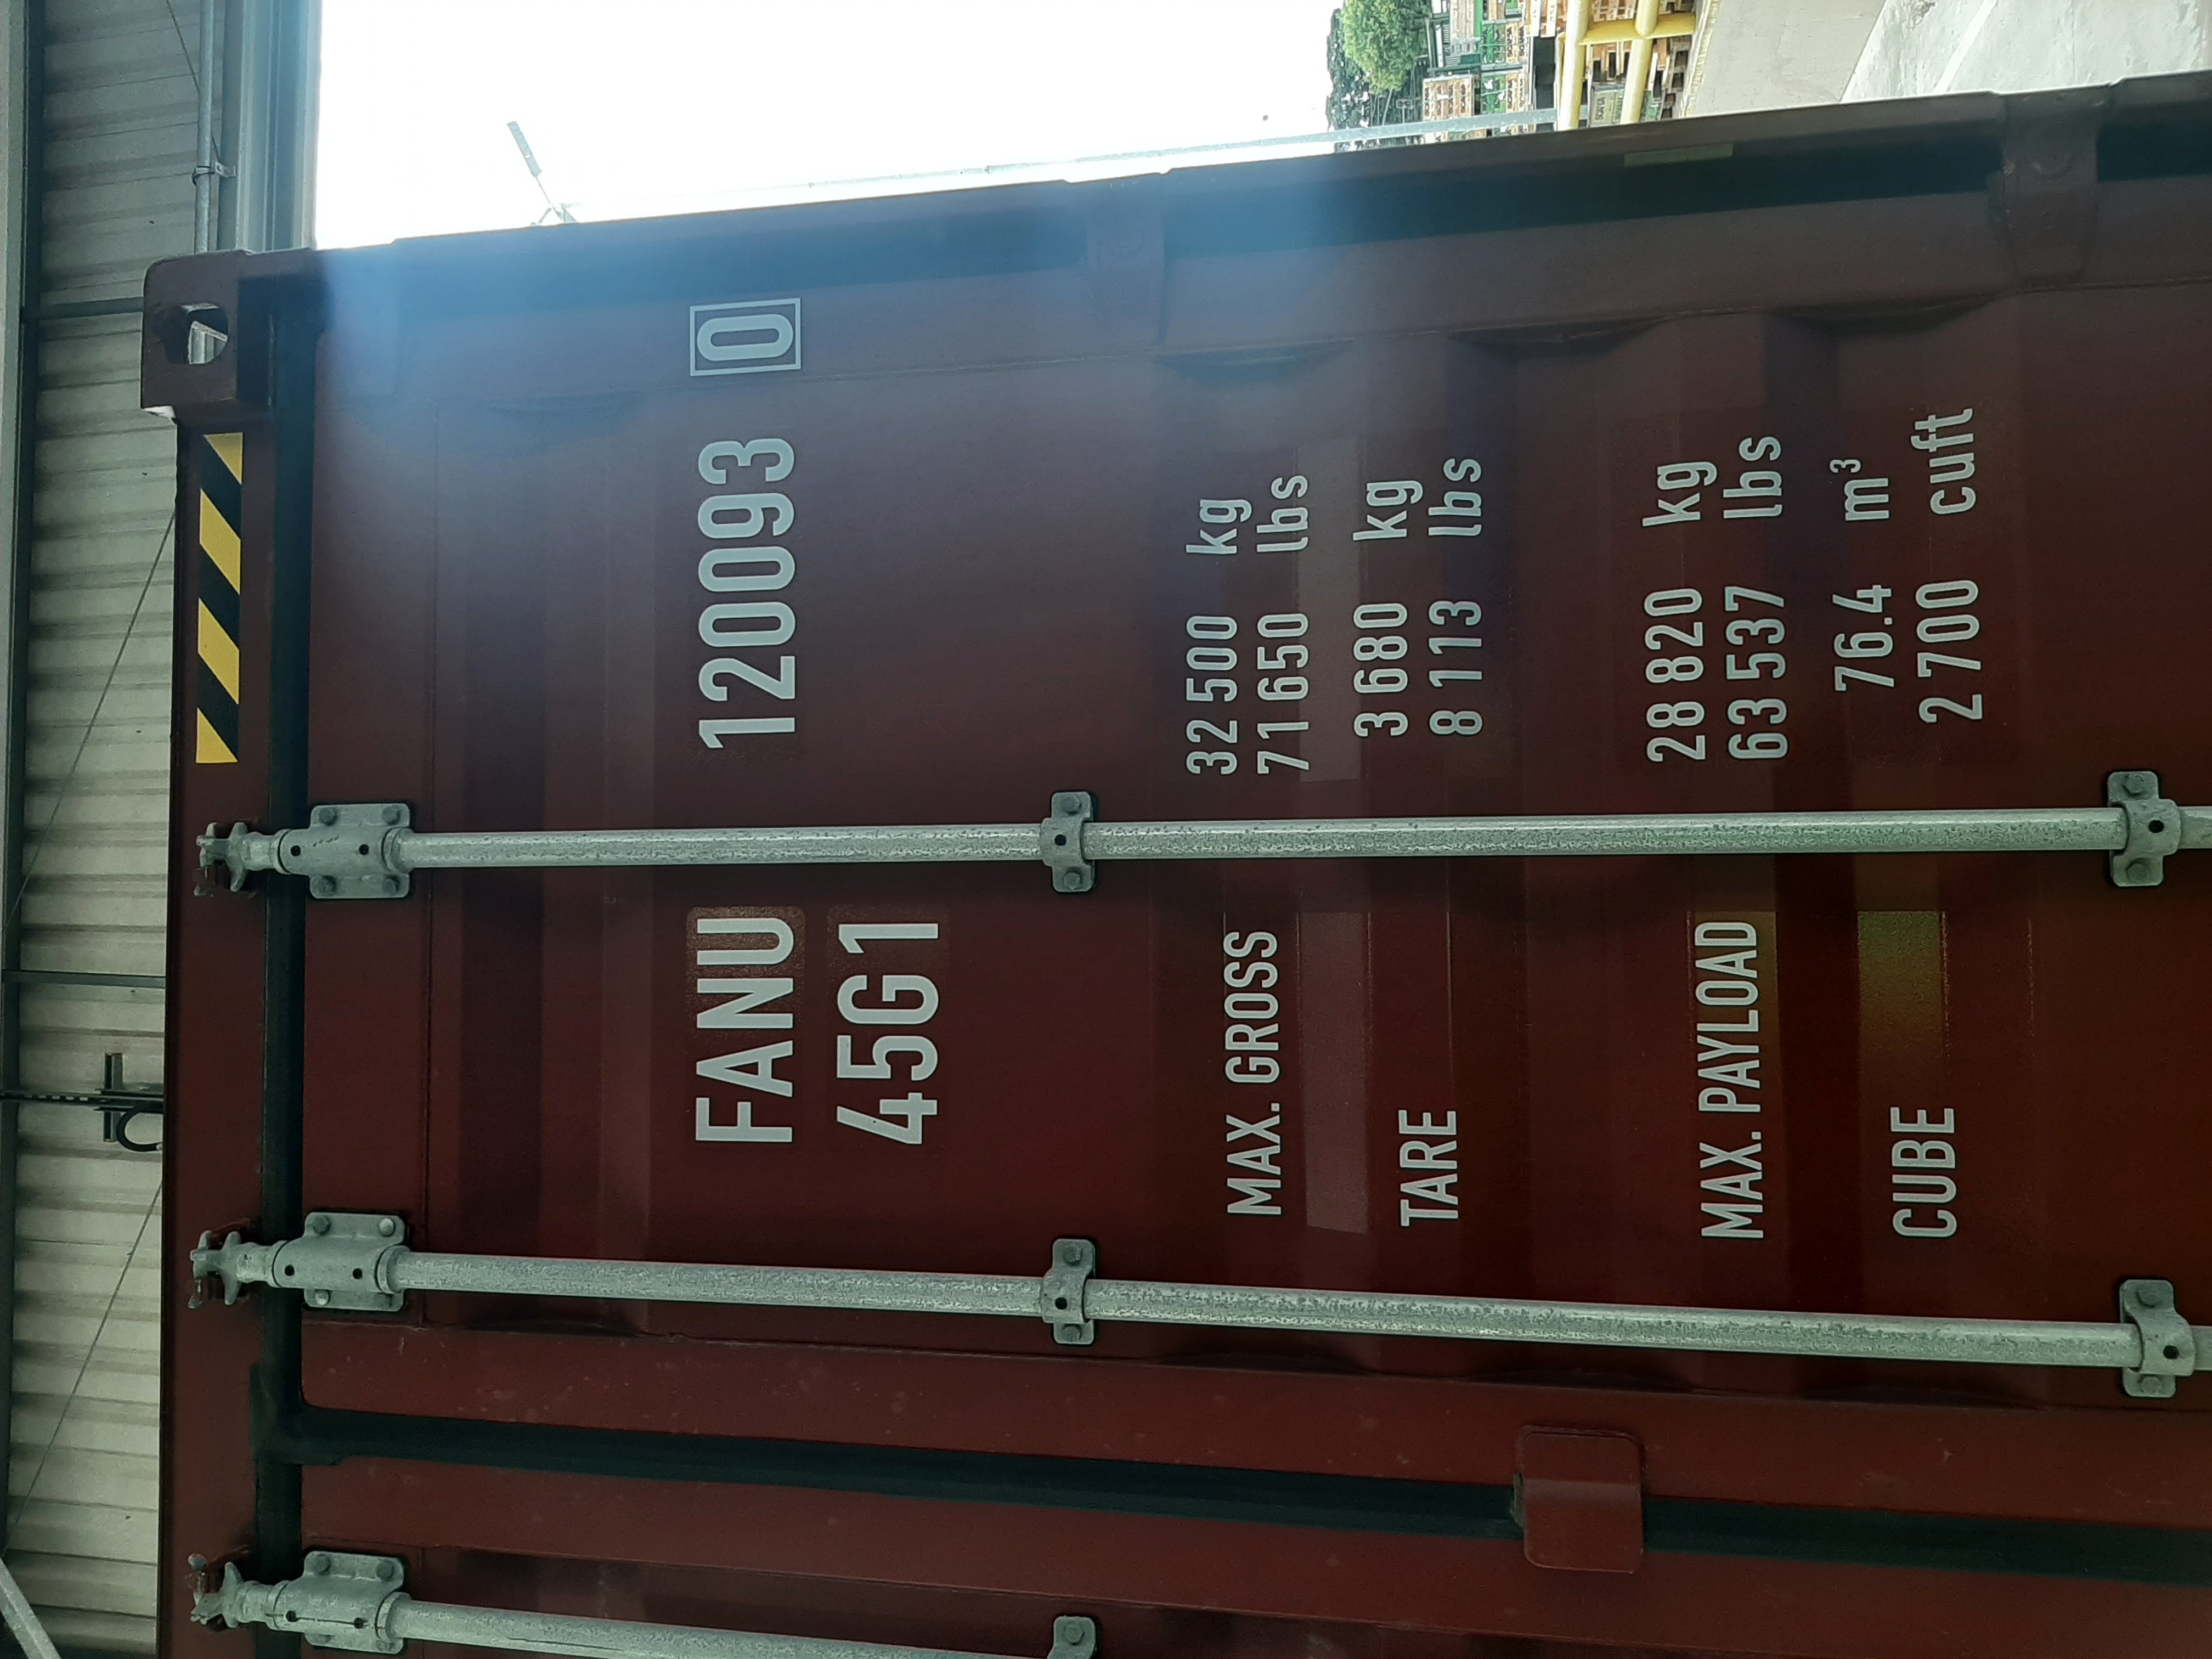 FANU 120093 0
45G1
MAX. GROSS 32 500 kg
71 650 lbs
TARE 3 680 kg
8 113 lbs
MAX. PAYLOAD 28 820 kg
63 537 lbs
CUBE 76.4 m³
2 700 cuft